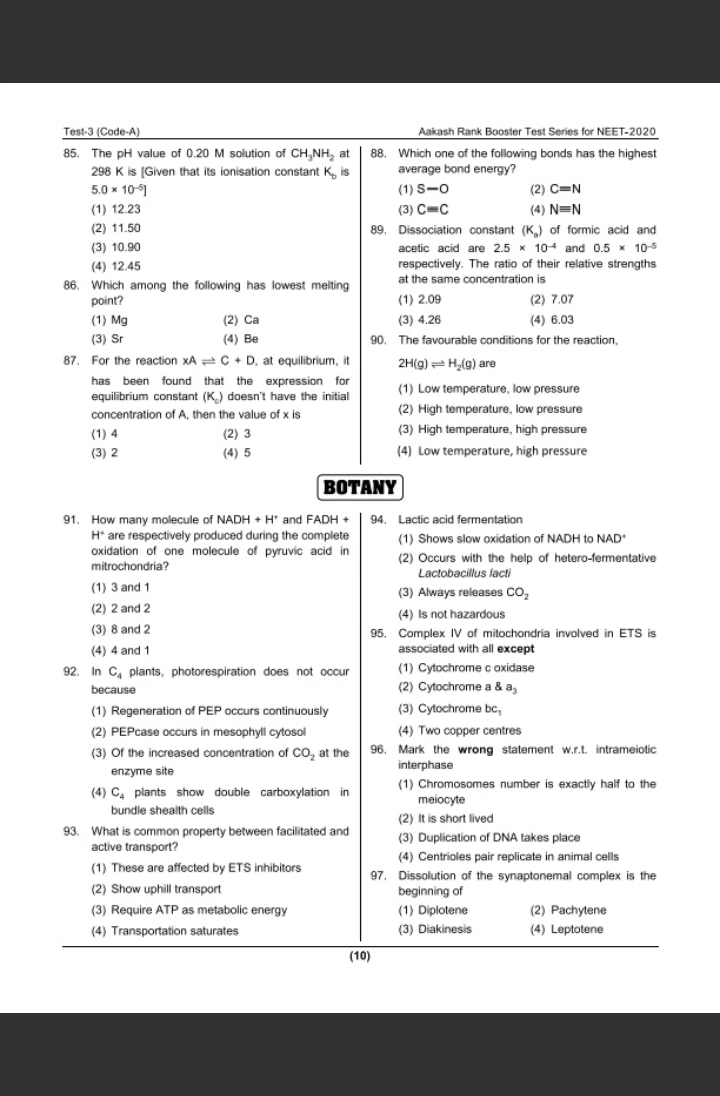 Test-3 (Code-A)
Aakash Rank Booster Test Series for NEET-2020
85. The pH value of 0.20 M solution of CH₃NH₂ at
298 K is [Given that its ionisation constant K_b is
5.0 × 10⁻⁵]
(1) 12.23
(2) 11.50
(3) 10.90
(4) 12.45
86. Which among the following has lowest melting
point?
(1) Mg (2) Ca
(3) Sr (4) Be
87. For the reaction xA ⇌ C + D, at equilibrium, it
has been found that the expression for
equilibrium constant (K_c) doesn't have the initial
concentration of A, then the value of x is
(1) 4 (2) 3
(3) 2 (4) 5
88. Which one of the following bonds has the highest
average bond energy?
(1) S═O (2) C≡N
(3) C≡C (4) N≡N
89. Dissociation constant (K_a) of formic acid and
acetic acid are 2.5 × 10⁻⁴ and 0.5 × 10⁻⁵
respectively. The ratio of their relative strengths
at the same concentration is
(1) 2.09 (2) 7.07
(3) 4.26 (4) 6.03
90. The favourable conditions for the reaction,
2H(g) ⇌ H₂(g) are
(1) Low temperature, low pressure
(2) High temperature, low pressure
(3) High temperature, high pressure
(4) Low temperature, high pressure
BOTANY
91. How many molecule of NADH + H⁺ and FADH +
H⁺ are respectively produced during the complete
oxidation of one molecule of pyruvic acid in
mitrochondria?
(1) 3 and 1
(2) 2 and 2
(3) 8 and 2
(4) 4 and 1
92. In C₄ plants, photorespiration does not occur
because
(1) Regeneration of PEP occurs continuously
(2) PEPcase occurs in mesophyll cytosol
(3) Of the increased concentration of CO₂ at the
enzyme site
(4) C₄ plants show double carboxylation in
bundle shealth cells
93. What is common property between facilitated and
active transport?
(1) These are affected by ETS inhibitors
(2) Show uphill transport
(3) Require ATP as metabolic energy
(4) Transportation saturates
94. Lactic acid fermentation
(1) Shows slow oxidation of NADH to NAD⁺
(2) Occurs with the help of hetero-fermentative
Lactobacillus lacti
(3) Always releases CO₂
(4) Is not hazardous
95. Complex IV of mitochondria involved in ETS is
associated with all except
(1) Cytochrome c oxidase
(2) Cytochrome a & a₃
(3) Cytochrome bc₁
(4) Two copper centres
96. Mark the wrong statement w.r.t. intrameiotic
interphase
(1) Chromosomes number is exactly half to the
meiocyte
(2) It is short lived
(3) Duplication of DNA takes place
(4) Centrioles pair replicate in animal cells
97. Dissolution of the synaptonemal complex is the
beginning of
(1) Diplotene (2) Pachytene
(3) Diakinesis (4) Leptotene
(10)